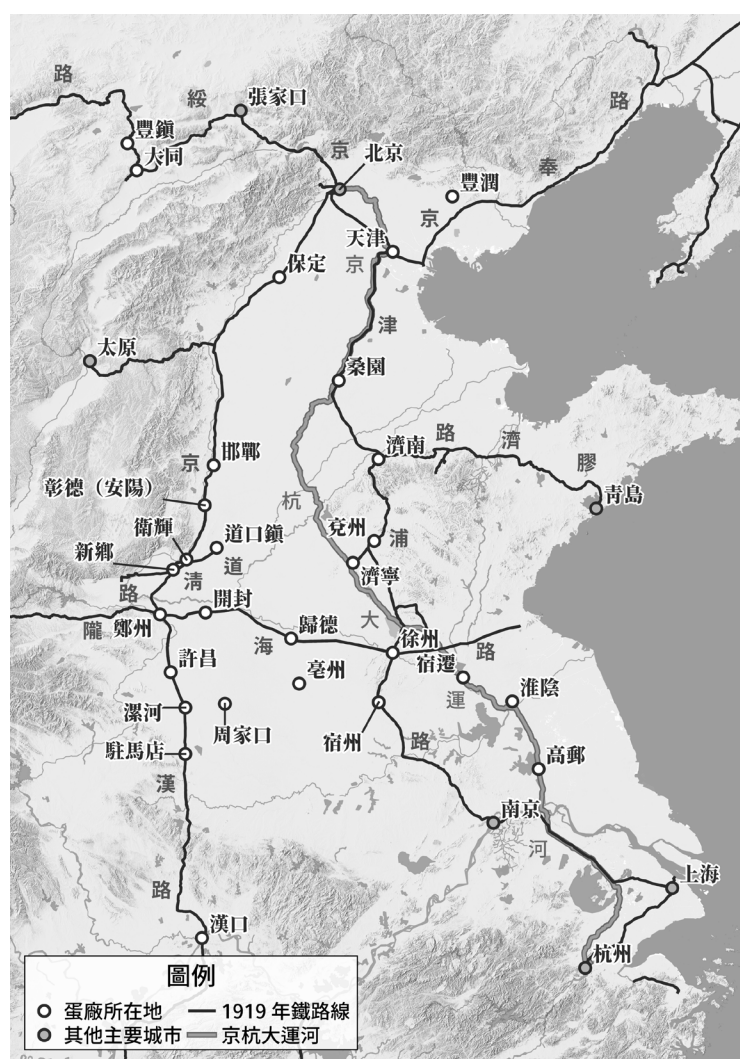 路
綏
張家口
豐鎮
大同
京
北京
路
奉
豐潤
京
天津
京
保定
津
太原
桑園
路
濟
膠
濟南
京
邯鄲
青島
彰德（安陽）
杭
衛輝
道口鎮
兗州
浦
新鄉
清
道
濟寧
路
開封
隴
鄭州
海
歸德
大
徐州
路
許昌
亳州
宿遷
運
淮陰
漯河
周家口
宿州
路
駐馬店
高郵
漢
南京
河
上海
路
漢口
杭州
圖例
蛋廠所在地
1919 年鐵路線
其他主要城市
京杭大運河